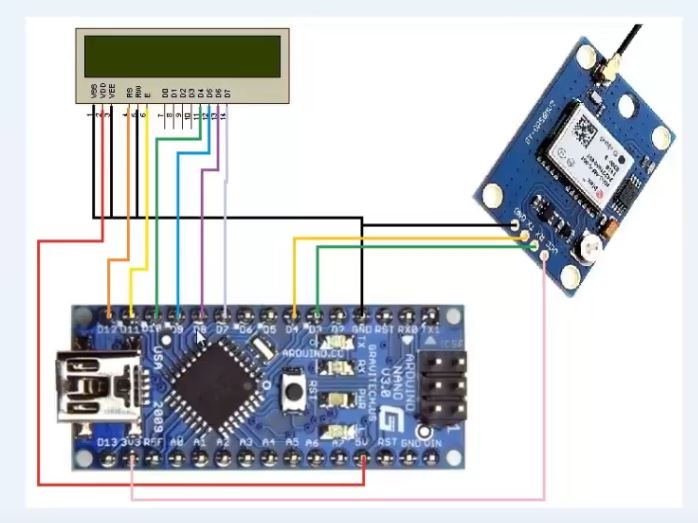 VSS VDD VEE RS RW E D0 D1 D2 D3 D4 D5 D6 D7
1 2 3 4 5 6 7 8 9 10 11 12 13 14
GND
TX
RX
VCC
D12 D11 D10 D9 D8 D7 D6 D5 D4 D3 D2 GND RST RX0 TX1
USA
2009
ARDUINO.CC
RST
TX
RX
PWR
L
GRAVITECH.US
ARDUINO
NANO
V3.0
ICSP
1
D13 3V3 REF A0 A1 A2 A3 A4 A5 A6 A7 5V RST GND VIN